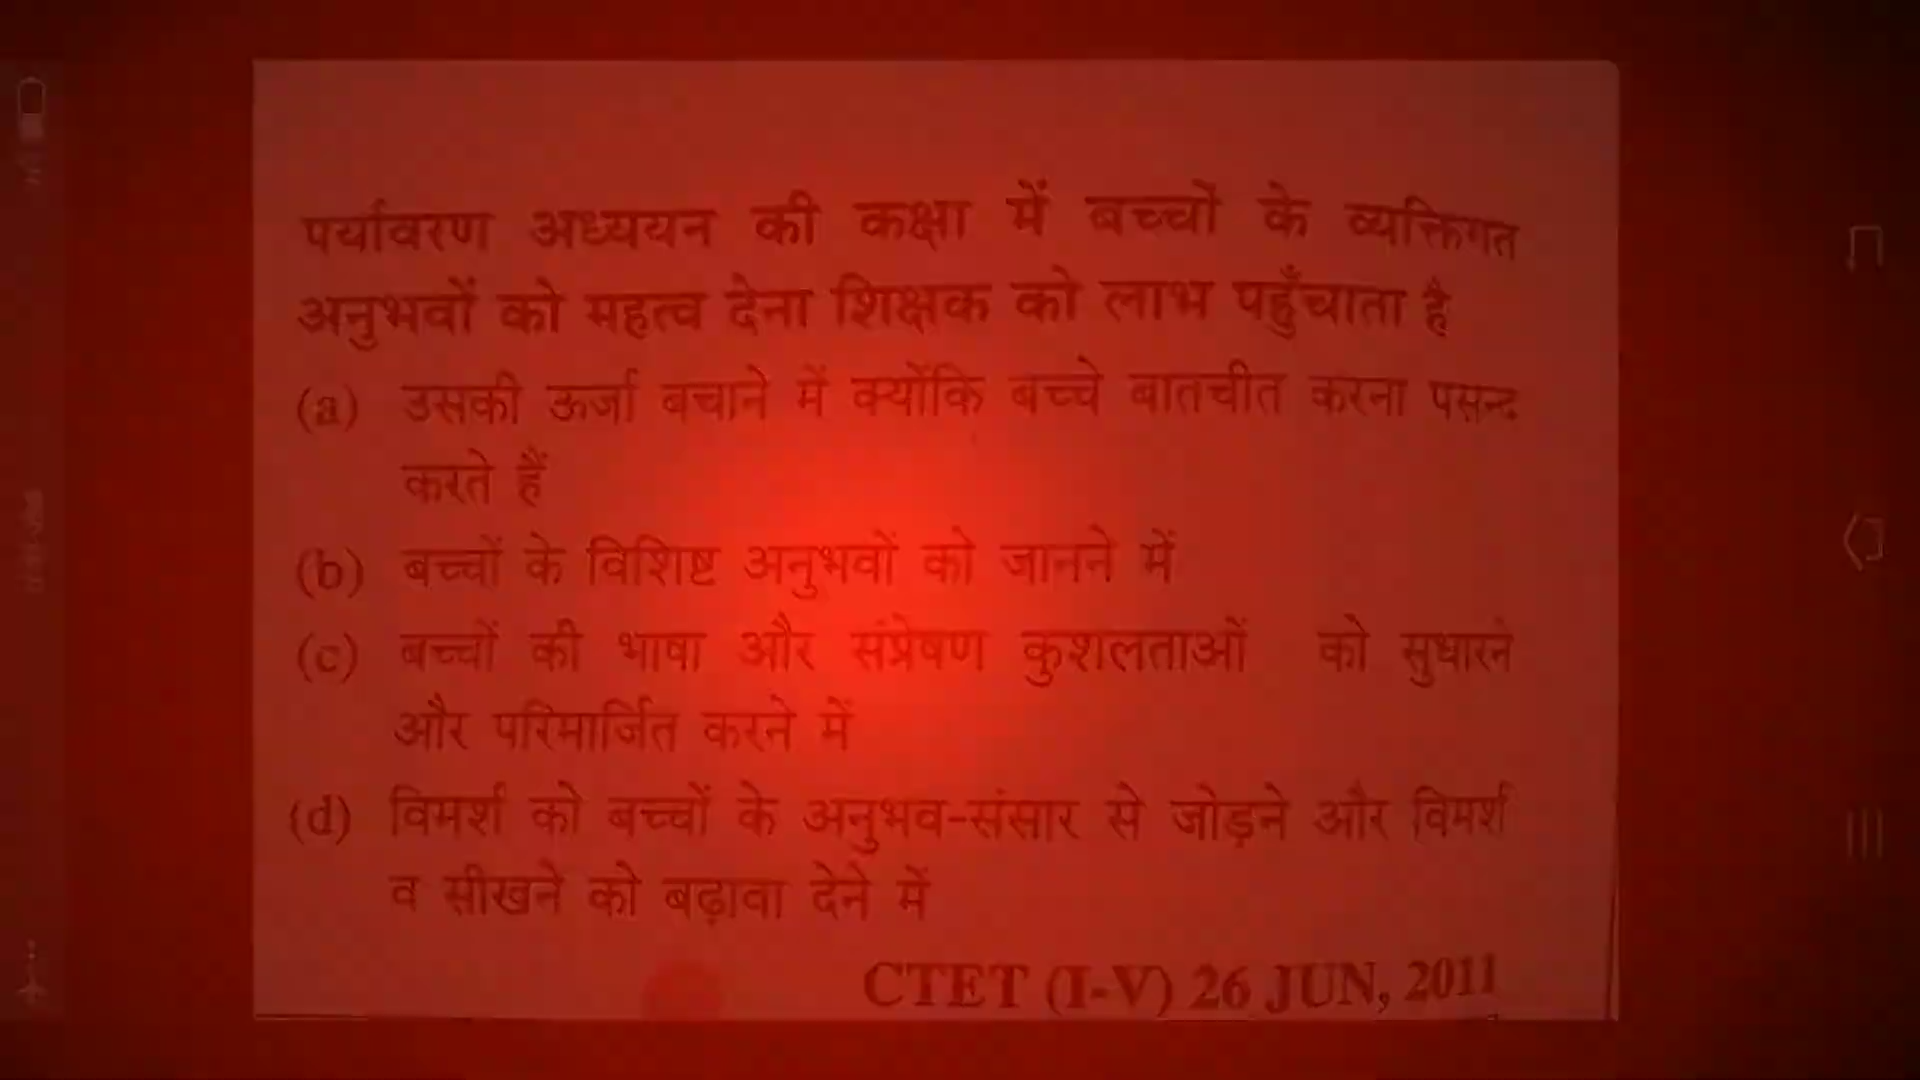 पर्यावरण अध्ययन की कक्षा में बच्चों के व्यक्तिगत
अनुभवों को महत्व देना शिक्षक को लाभ पहुँचाता है
(a) उसकी ऊर्जा बचाने में क्योंकि बच्चे बातचीत करना पसन्द
करते हैं
(b) बच्चों के विशिष्ट अनुभवों को जानने में
(c) बच्चों की भाषा और संप्रेषण कुशलताओं को सुधारने
और परिमार्जित करने में
(d) विमर्श को बच्चों के अनुभव-संसार से जोड़ने और विमर्श
व सीखने को बढ़ावा देने में
CTET (I-V) 26 JUN, 2011